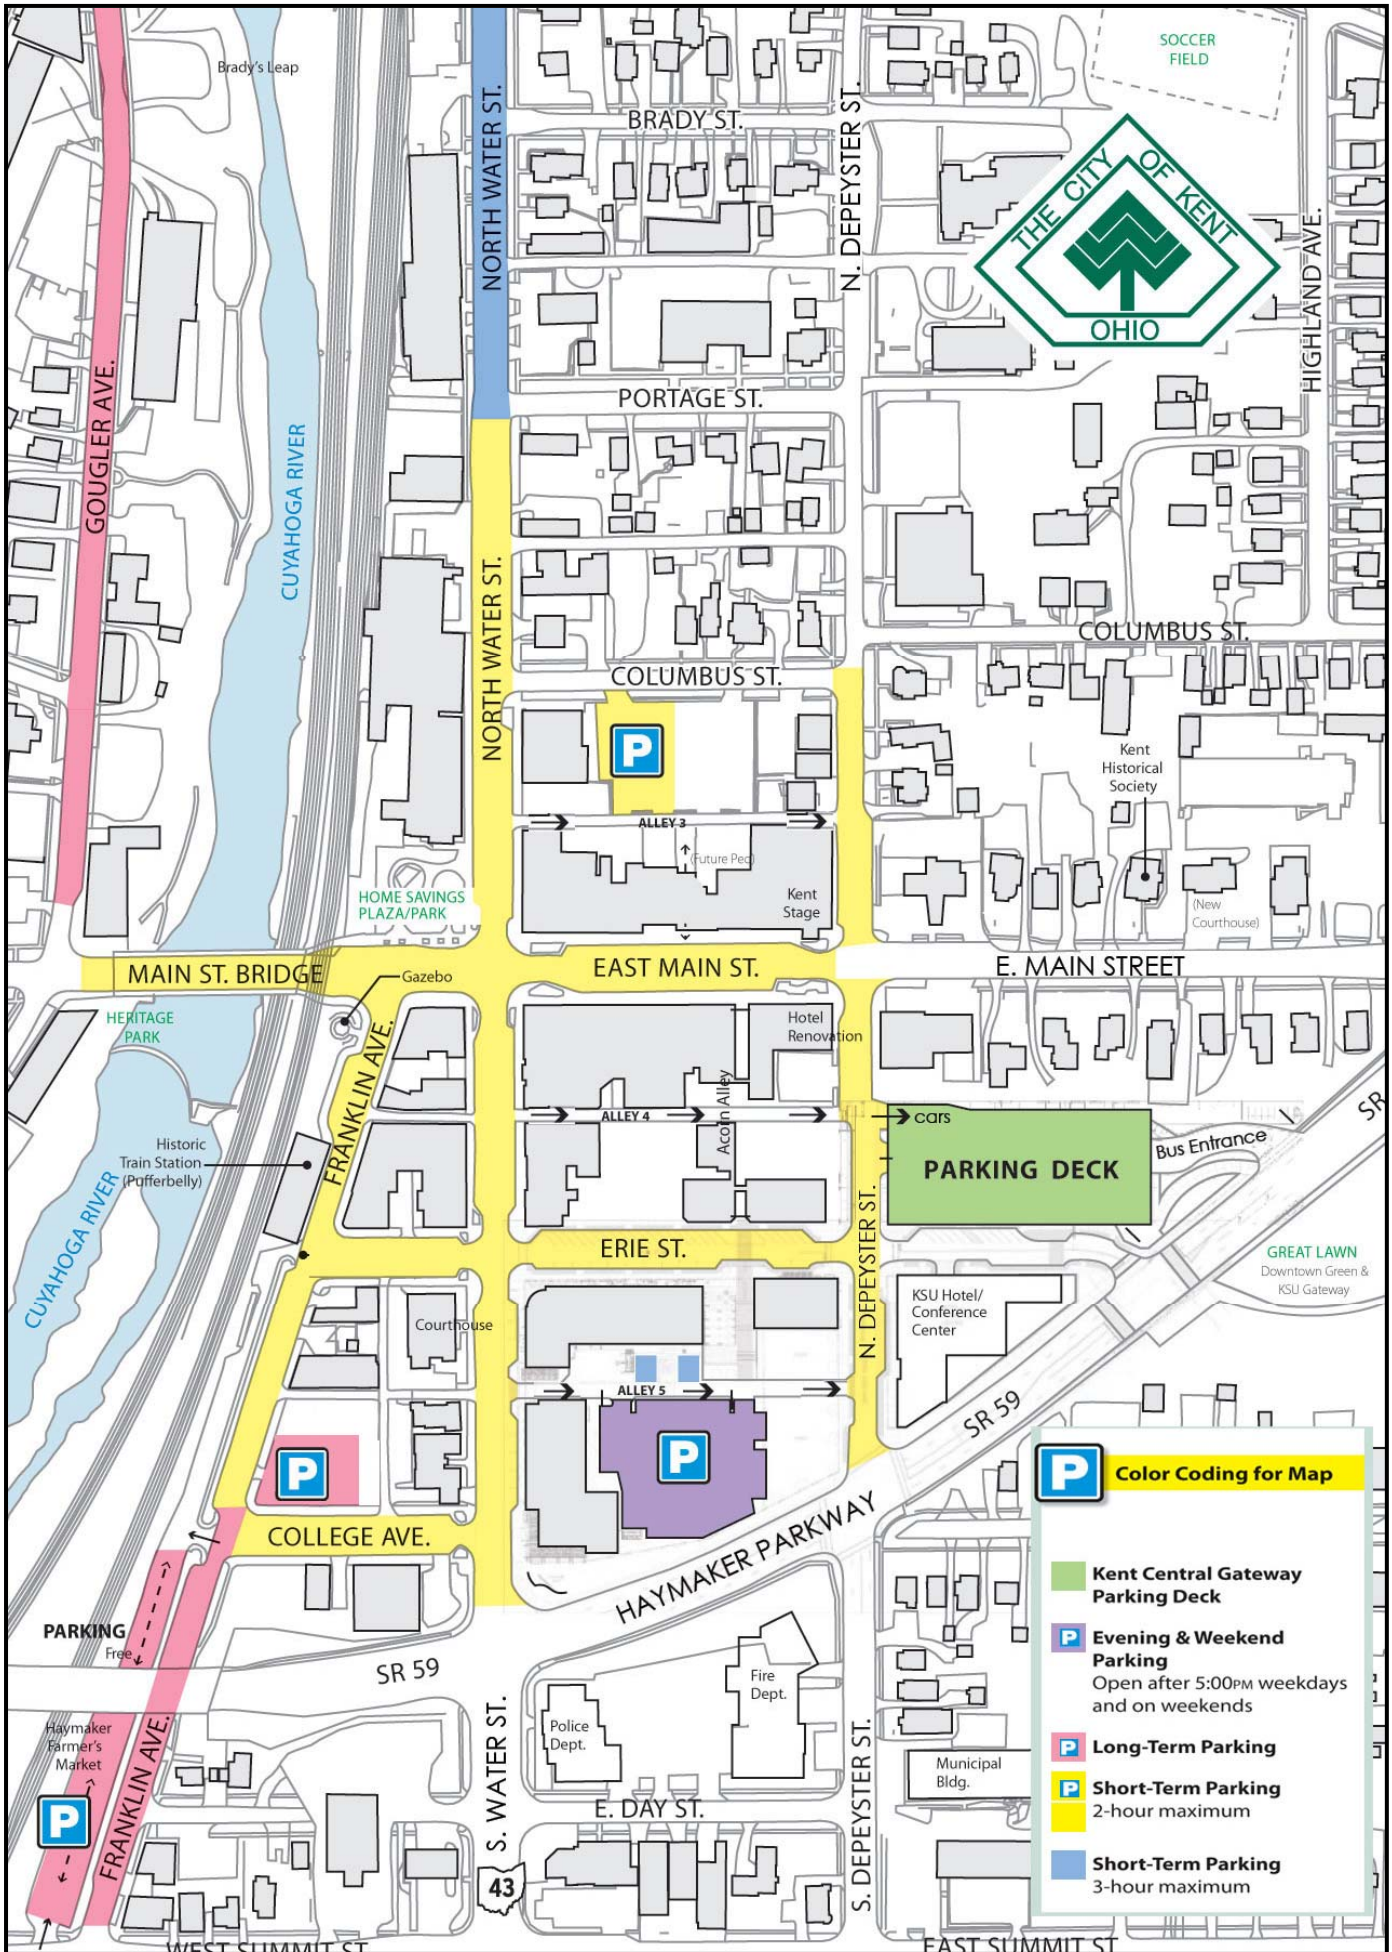 Brady's Leap
SOCCER
FIELD
BRADY ST.
NORTH WATER ST.
N. DEPEYSTER ST.
THE CITY OF KENT
OHIO
HIGHLAND AVE.
GOUGLER AVE.
PORTAGE ST.
CUYAHOGA RIVER
NORTH WATER ST.
COLUMBUS ST.
COLUMBUS ST.
P
Kent
Historical
Society
ALLEY 3
(Future Ped)
HOME SAVINGS
PLAZA/PARK
Kent
Stage
(New
Courthouse)
MAIN ST. BRIDGE
EAST MAIN ST.
E. MAIN STREET
Gazebo
HERITAGE
PARK
Hotel
Renovation
FRANKLIN AVE.
Acorn Alley
ALLEY 4
cars
SR
Historic
Train Station
(Pufferbelly)
PARKING DECK
Bus Entrance
CUYAHOGA RIVER
ERIE ST.
N. DEPEYSTER ST.
GREAT LAWN
Downtown Green &
KSU Gateway
KSU Hotel/
Conference
Center
Courthouse
ALLEY 5
SR 59
P
P
COLLEGE AVE.
HAYMAKER PARKWAY
PARKING
Free
SR 59
Fire
Dept.
Police
Dept.
Haymaker
Farmer's
Market
FRANKLIN AVE.
S. WATER ST.
S. DEPEYSTER ST.
Municipal
Bldg.
P
E. DAY ST.
43
WEST SUMMIT ST.
EAST SUMMIT ST
P
Color Coding for Map
Kent Central Gateway
Parking Deck
P
Evening & Weekend
Parking
Open after 5:00PM weekdays
and on weekends
P
Long-Term Parking
P
Short-Term Parking
2-hour maximum
Short-Term Parking
3-hour maximum